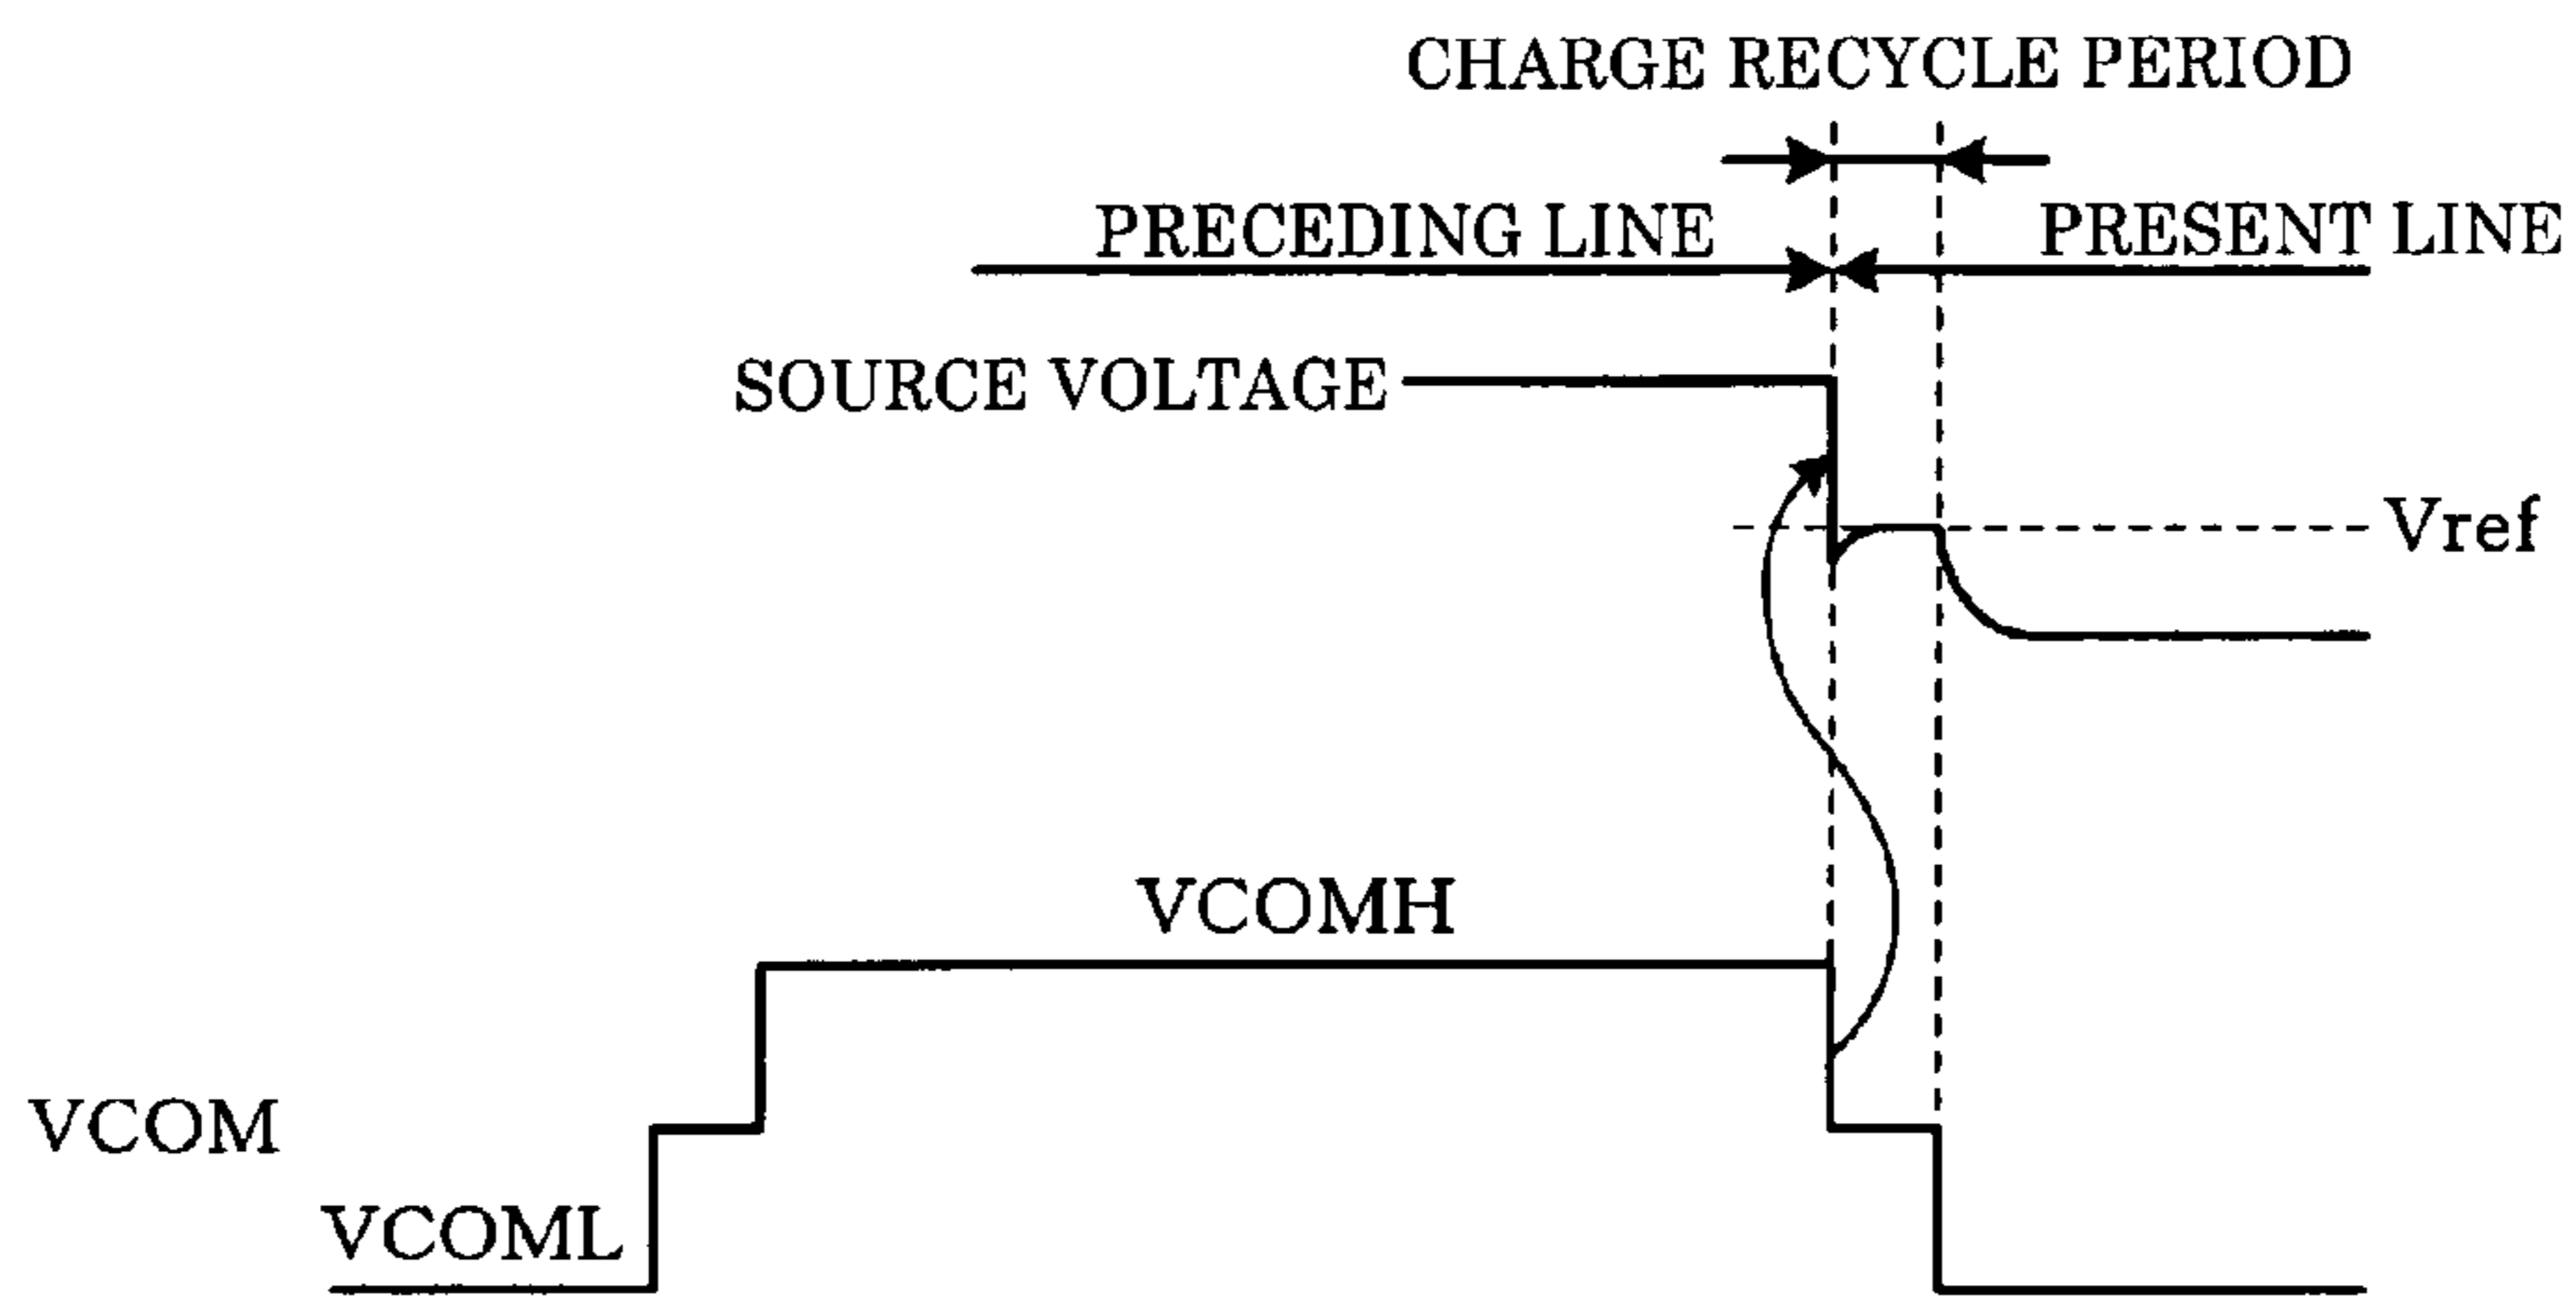 CHARGE RECYCLE PERIOD
PRECEDING LINE
PRESENT LINE
SOURCE VOLTAGE
Vref
VCOMH
VCOM
VCOML